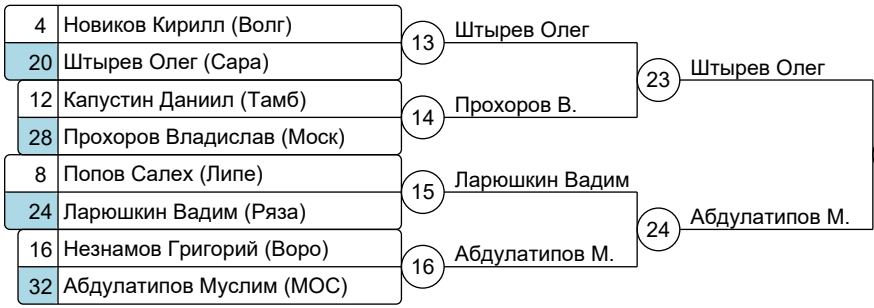 4 Новиков Кирилл (Волг)
20 Штырев Олег (Сара)
13 Штырев Олег
12 Капустин Даниил (Тамб)
28 Прохоров Владислав (Моск)
14 Прохоров В.
23 Штырев Олег
8 Попов Салех (Липе)
24 Ларюшкин Вадим (Ряза)
15 Ларюшкин Вадим
16 Незнамов Григорий (Воро)
32 Абдулатипов Муслим (МОС)
16 Абдулатипов М.
24 Абдулатипов М.